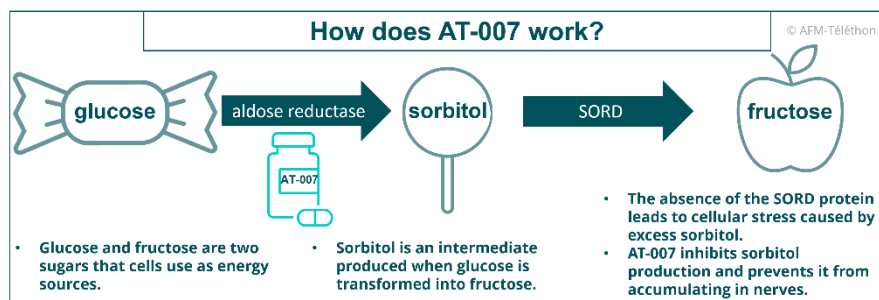 How does AT-007 work?
© AFM-Téléthon
glucose
aldose reductase
sorbitol
SORD
fructose
AT-007
• Glucose and fructose are two
sugars that cells use as energy
sources.
• Sorbitol is an intermediate
produced when glucose is
transformed into fructose.
• The absence of the SORD protein
leads to cellular stress caused by
excess sorbitol.
• AT-007 inhibits sorbitol
production and prevents it from
accumulating in nerves.